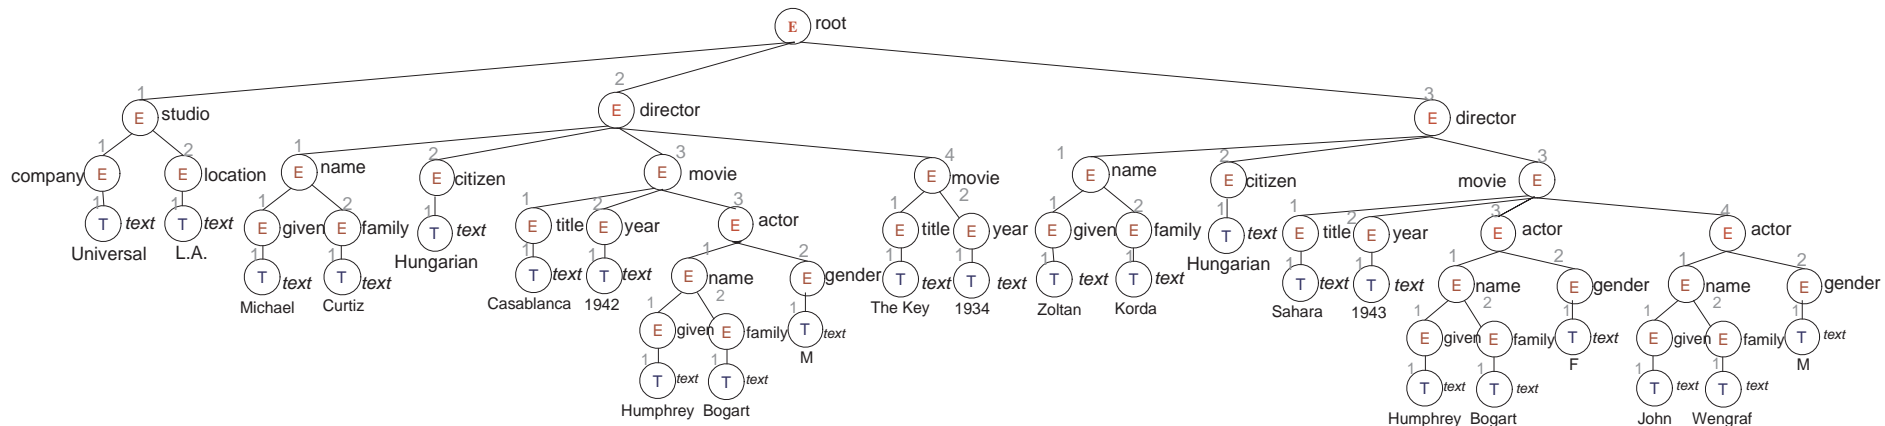 E root
1 2 3
E studio E director E director
1 2 1 2 3 4 1 2 3
company E E location E name E citizen E movie E movie E name E citizen movie E
1 1 1 2 1 1 2 3 1 2 1 2 1 1 2 3 4
T text T text E given E family T text E title E year E actor E title E year E given E family T text E title E year E actor E actor
Universal L.A. Hungarian Hungarian
1 1 1 1 1 2 1 1 1 1 1 1 1 2 1 2
T text T text T text T text E name E gender T text T text T text T text T text T text E name E gender E name E gender
Michael Curtiz Casablanca 1942 The Key 1934 Zoltan Korda Sahara 1943
1 2 1 1 2 1 1 2 1
E given E family T text E given E family T text E given E family T text
M F M
1 1 1 1 1 1
T text T text T text T text T text T text
Humphrey Bogart Humphrey Bogart John Wengraf